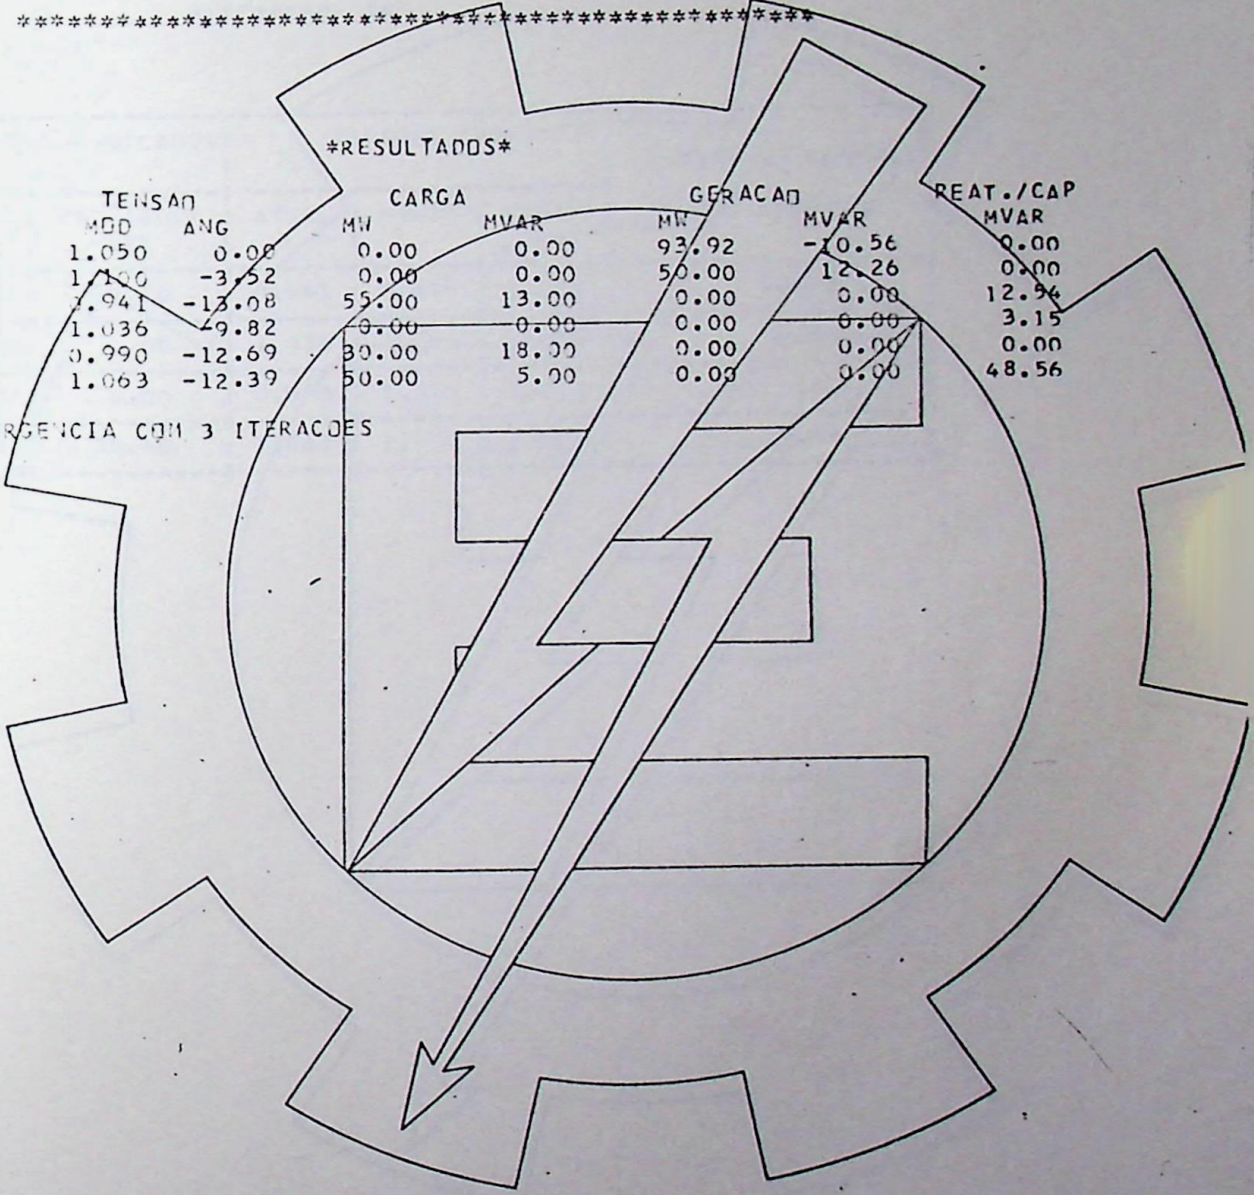 *RESULTADOS*
TENSAO CARGA GERACAO REAT./CAP
MOD ANG MW MVAR MW MVAR MVAR
1.050 0.00 0.00 0.00 93.92 -10.56 0.00
1.100 -3.52 0.00 0.00 50.00 12.26 0.00
0.941 -13.08 55.00 13.00 0.00 0.00 12.54
1.036 -9.82 0.00 0.00 0.00 0.00 3.15
0.990 -12.69 30.00 18.00 0.00 0.00 0.00
1.063 -12.39 50.00 5.00 0.00 0.00 48.56
RGENCIA COM 3 ITERACOES